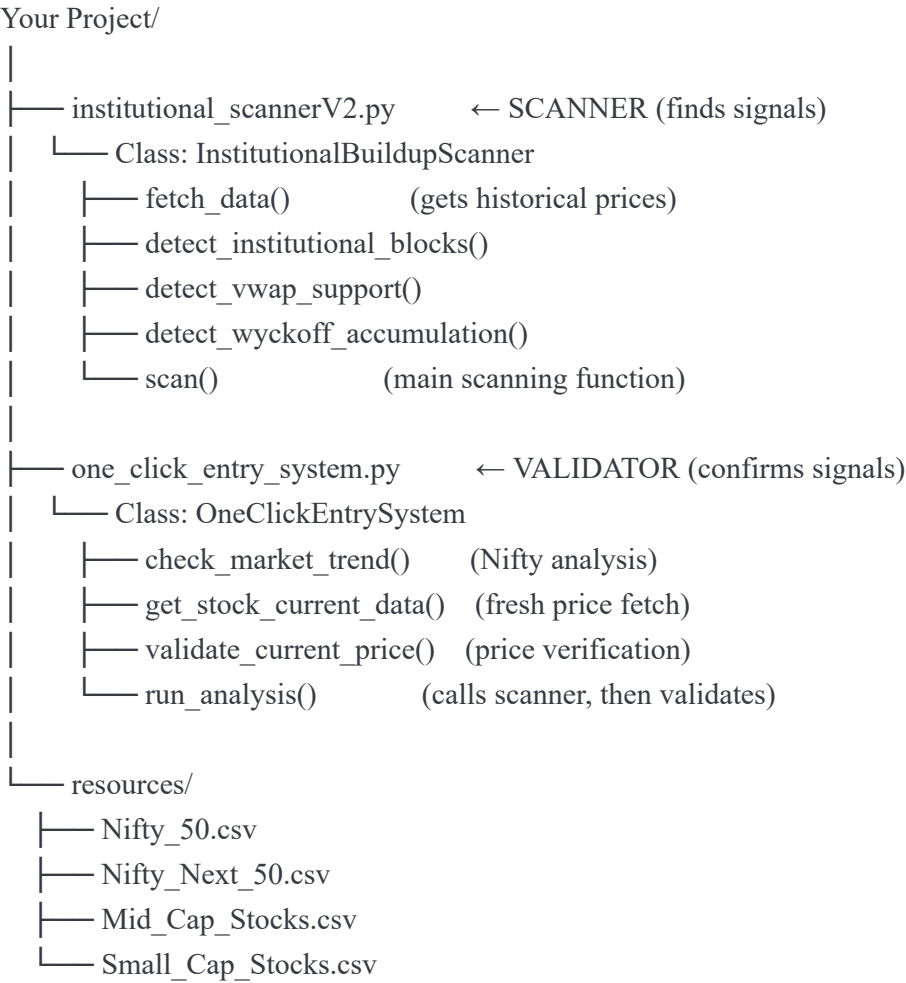 Your Project/
│
├── institutional_scannerV2.py ← SCANNER (finds signals)
│ └── Class: InstitutionalBuildupScanner
│ ├── fetch_data() (gets historical prices)
│ ├── detect_institutional_blocks()
│ ├── detect_vwap_support()
│ ├── detect_wyckoff_accumulation()
│ └── scan() (main scanning function)
│
├── one_click_entry_system.py ← VALIDATOR (confirms signals)
│ └── Class: OneClickEntrySystem
│ ├── check_market_trend() (Nifty analysis)
│ ├── get_stock_current_data() (fresh price fetch)
│ ├── validate_current_price() (price verification)
│ └── run_analysis() (calls scanner, then validates)
│
└── resources/
├── Nifty_50.csv
├── Nifty_Next_50.csv
├── Mid_Cap_Stocks.csv
└── Small_Cap_Stocks.csv